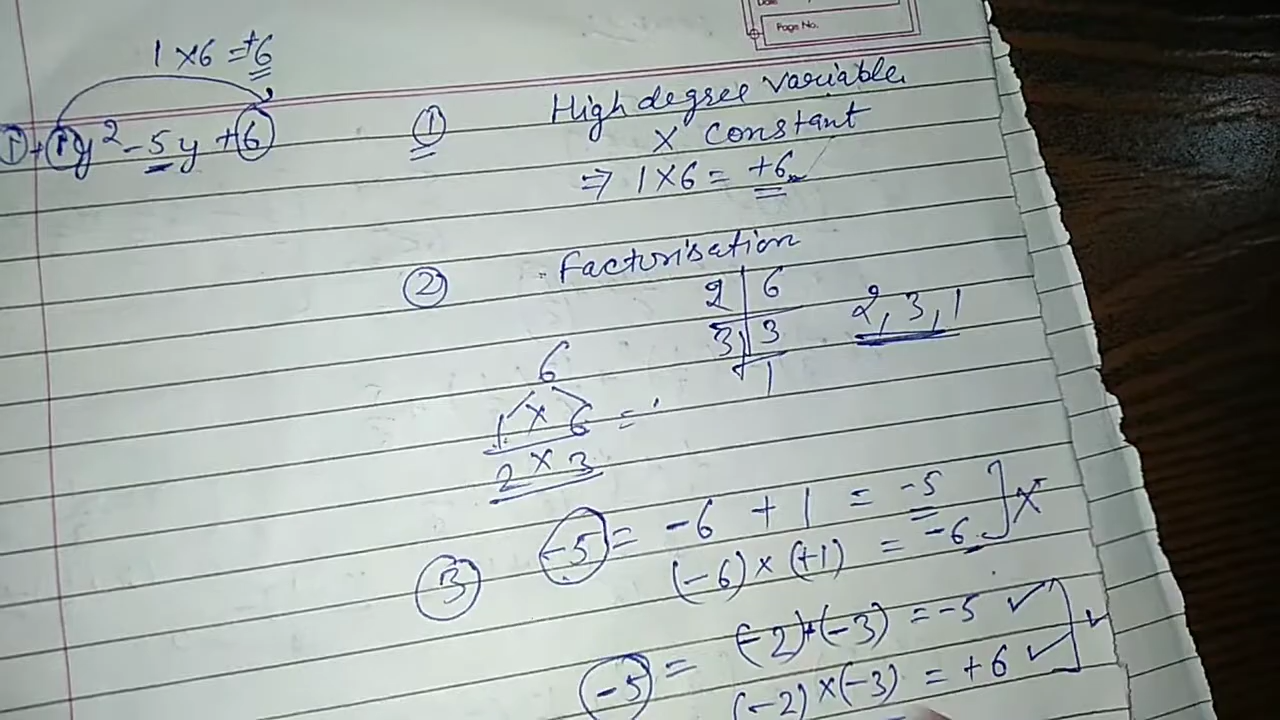 Page No.
1 × 6 = +6
① + 1y² - 5y + 6
① High degree variable
× constant
⇒ 1 × 6 = +6
② Factorisation
2 | 6
3 | 3
1
2, 3, 1
6
1 × 6 =
2 × 3
③ -5 = -6 + 1 = -5
(-6) × (+1) = -6 ×
-5 = (-2) + (-3) = -5 ✓
(-2) × (-3) = +6 ✓